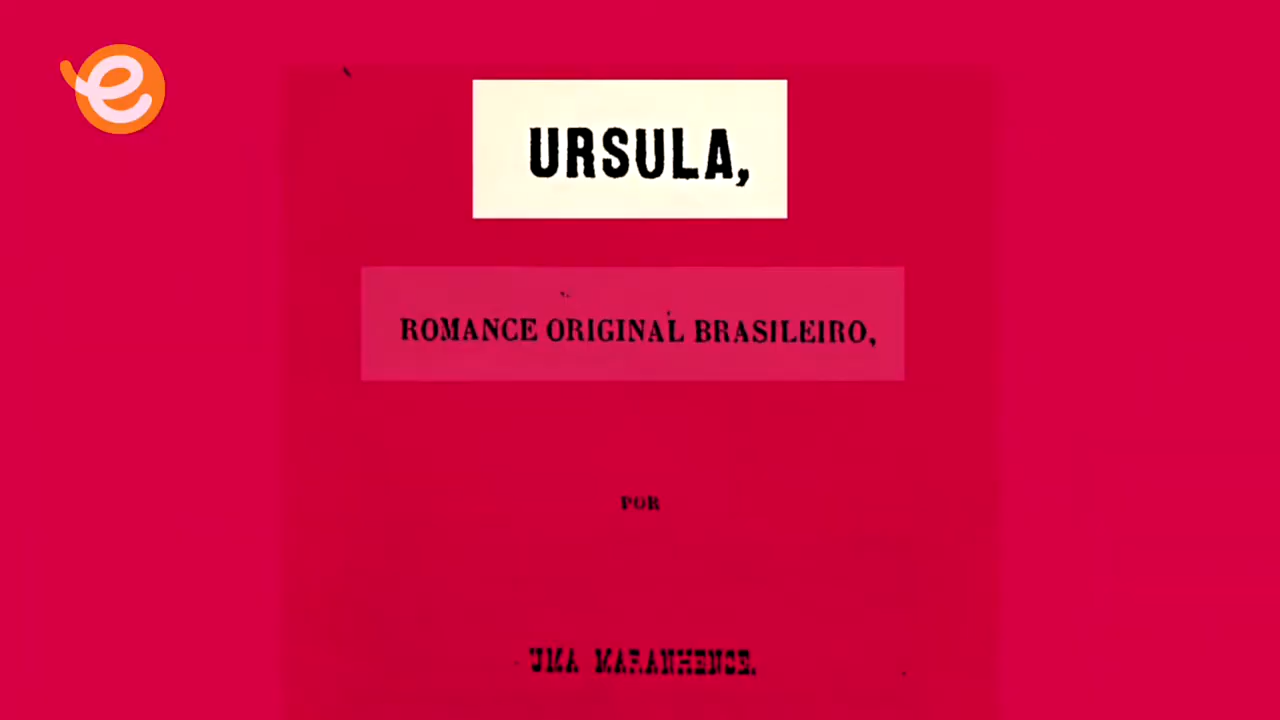 URSULA,
ROMANCE ORIGINAL BRASILEIRO,
POR
UMA MARANHENSE.